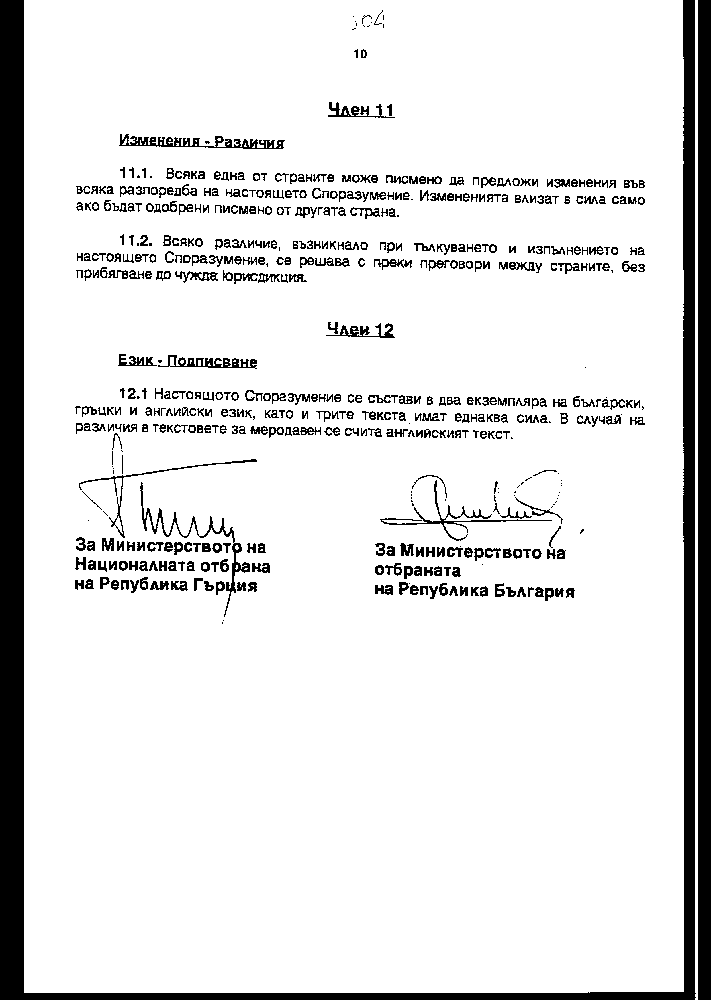 204
10
Член 11
Изменения - Различия
11.1. Всяка една от страните може писмено да предложи изменения във
всяка разпоредба на настоящето Споразумение. Измененията влизат в сила само
ако бъдат одобрени писмено от другата страна.
11.2. Всяко различие, възникнало при тълкуването и изпълнението на
настоящето Споразумение, се решава с преки преговори между страните, без
прибягване до чужда юрисдикция.
Член 12
Език - Подписване
12.1 Настоящото Споразумение се състави в два екземпляра на български,
гръцки и английски език, като и трите текста имат еднаква сила. В случай на
различия в текстовете за меродавен се счита английският текст.
За Министерството на
Националната отбрана
на Република Гърция
За Министерството на
отбраната
на Република България